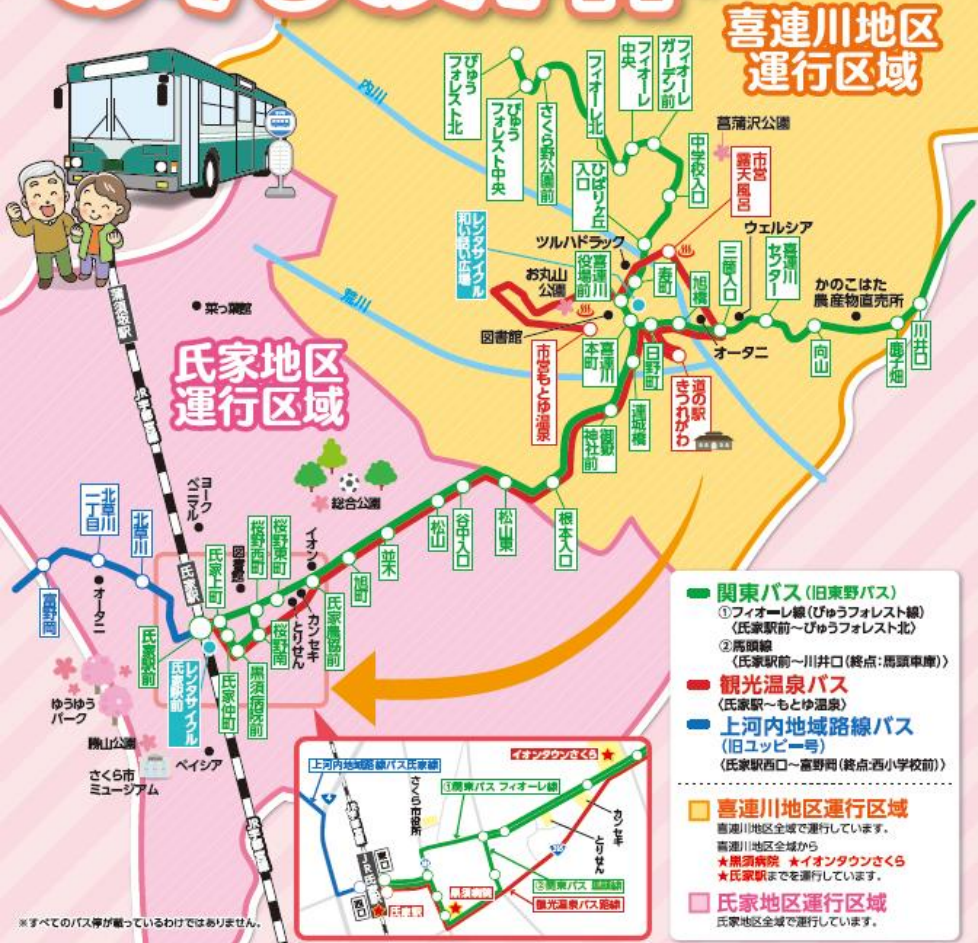 喜連川地区
運行区域
内川
荒川
びゅう
フォレスト北
びゅう
フォレスト中央
さくら野公園前
フィオーレ北
フィオーレ
中央
フィオーレ
ガーデン前
ひばりヶ丘
入口
中学校入口
菖蒲沢公園
市営
露天風呂
レンタサイクル
和い話い広場
ツルハドラック
お丸山
公園
喜連川
役場前
寿町
旭橋
三箇入口
ウェルシア
喜連川
センター
かのこはた
農産物直売所
図書館
市営もとゆ温泉
喜連川
本町
日野町
連城橋
道の駅
きつれがわ
オータニ
向山
鹿子畑
川井口
御嶽
神社前
菜っ葉館
氏家地区
運行区域
総合公園
ヨーク
ベニマル
北草川
一丁目
北草川
富野岡
オータニ
氏家駅
氏家上町
図書館
桜野西町
桜野東町
イオン
旭町
並木
松山
谷中入口
松山東
根本入口
氏家駅前
レンタサイクル
氏家駅前
氏家仲町
黒須病院前
桜野南
とりせん
カンセキ
氏家農協前
ゆうゆう
パーク
勝山公園
さくら市
ミュージアム
ベイシア
関東バス(旧東野バス)
①フィオーレ線(びゅうフォレスト線)
〈氏家駅前〜びゅうフォレスト北〉
②馬頭線
〈氏家駅前〜川井口(終点:馬頭車庫)〉
観光温泉バス
〈氏家駅〜もとゆ温泉〉
上河内地域路線バス
(旧ユッピー号)
〈氏家駅西口〜富野岡(終点:西小学校前)〉
喜連川地区運行区域
喜連川地区全域で運行しています。
喜連川地区全域から
★黒須病院 ★イオンタウンさくら
★氏家駅までを運行しています。
氏家地区運行区域
氏家地区全域で運行しています。
イオンタウンさくら★
上河内地域路線バス氏家線
①関東バス フィオーレ線
さくら市役所
カンセキ
とりせん
東口
JR氏家駅
西口
★氏家駅
黒須病院
②関東バス 馬頭線
観光温泉バス路線
※すべてのバス停が載っているわけではありません。